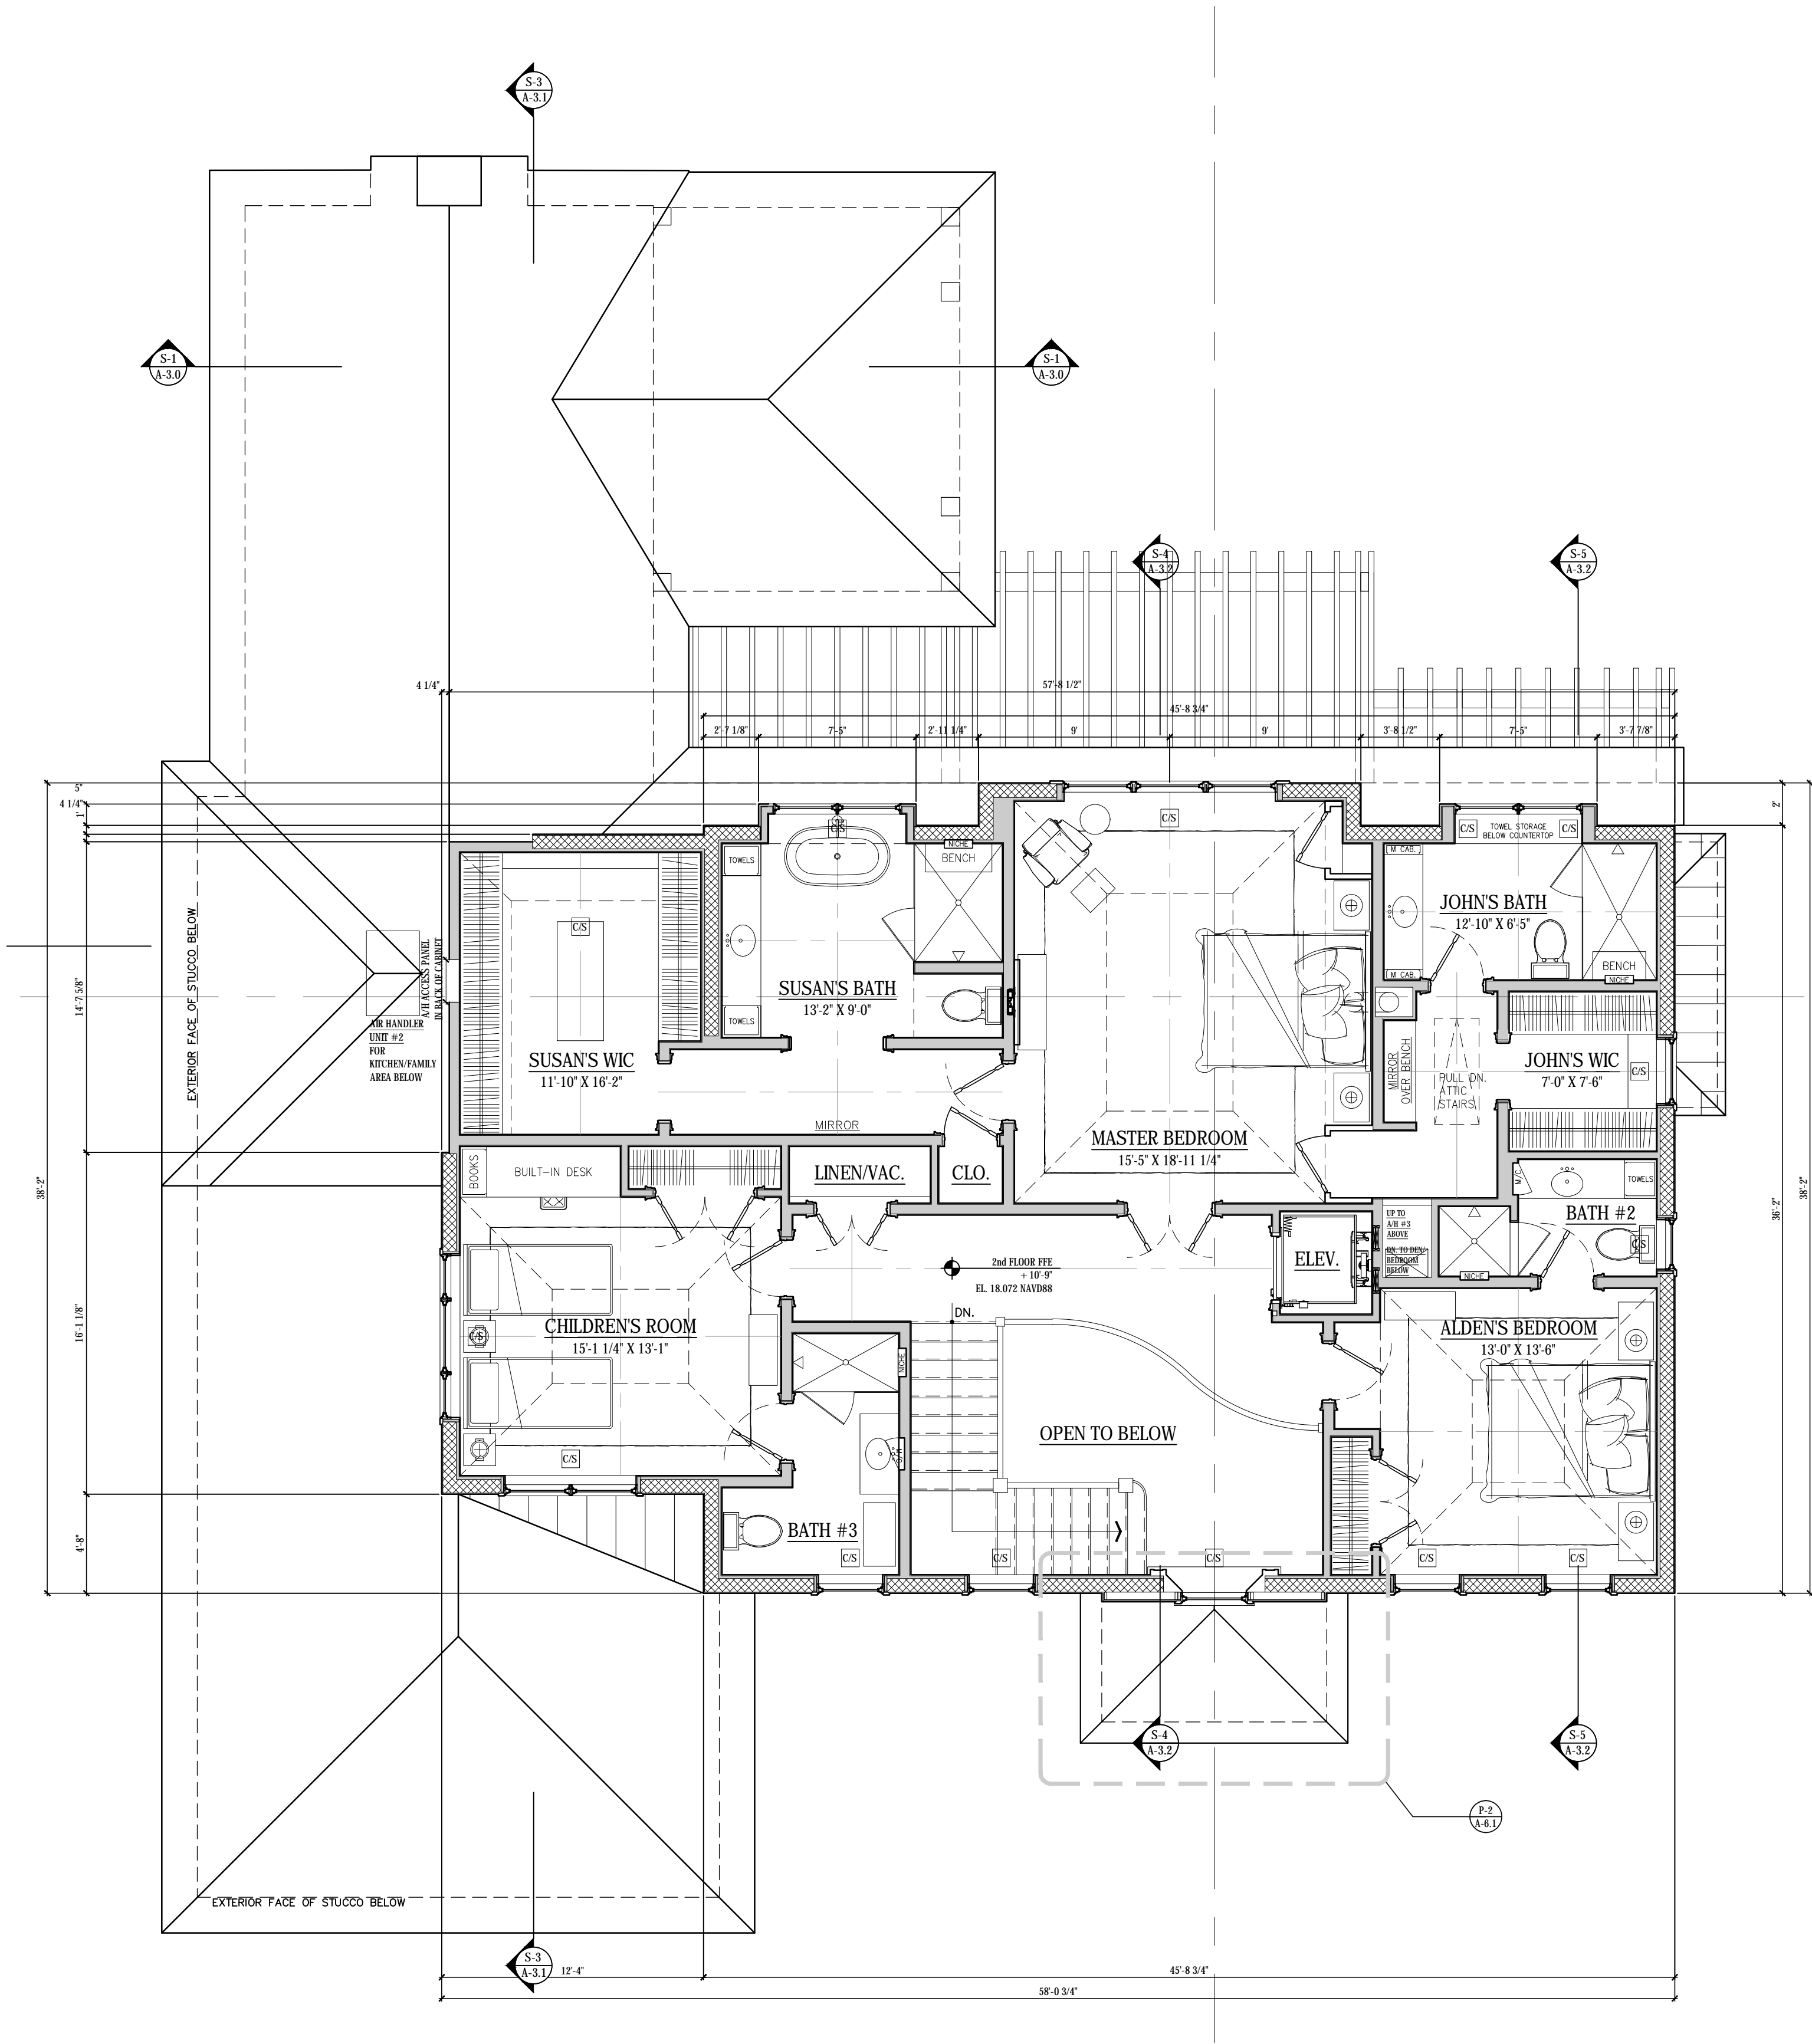 S-3
A-3.1
S-1
A-3.0
S-1
A-3.0
S-4
A-3.2
S-5
A-3.2
4 1/4"
57'-8 1/2"
45'-8 3/4"
2'-7 1/8"
7'-5"
2'-11 1/4"
9'
9'
3'-8 1/2"
7'-5"
3'-7 7/8"
5"
4 1/4"
1'
2'
38'-2"
14'-7 5/8"
16'-1 1/8"
4'-8"
36'-2"
38'-2"
EXTERIOR FACE OF STUCCO BELOW
A/H ACCESS PANEL
IN BACK OF CABINET
AIR HANDLER
UNIT #2
FOR
KITCHEN/FAMILY
AREA BELOW
C/S
SUSAN'S WIC
11'-10" X 16'-2"
MIRROR
TOWELS
C/S
NICHE
BENCH
SUSAN'S BATH
13'-2" X 9'-0"
TOWELS
C/S
MASTER BEDROOM
15'-5" X 18'-11 1/4"
C/S
TOWEL STORAGE
BELOW COUNTERTOP
C/S
M CAB.
JOHN'S BATH
12'-10" X 6'-5"
M CAB.
BENCH
NICHE
MIRROR
OVER BENCH
PULL DN.
ATTIC
STAIRS
JOHN'S WIC
7'-0" X 7'-6"
C/S
BOOKS
BUILT-IN DESK
LINEN/VAC.
CLO.
M/C
TOWELS
BATH #2
C/S
NICHE
UP TO
A/H #3
ABOVE
DN. TO DEN/
BEDROOM
BELOW
ELEV.
2nd FLOOR FFE
+ 10'-9"
EL. 18.072 NAVD88
DN.
C/S
CHILDREN'S ROOM
15'-1 1/4" X 13'-1"
C/S
NICHE
M/C
BATH #3
C/S
OPEN TO BELOW
C/S
C/S
ALDEN'S BEDROOM
13'-0" X 13'-6"
C/S
C/S
S-4
A-3.2
S-5
A-3.2
P-2
A-6.1
EXTERIOR FACE OF STUCCO BELOW
S-3
A-3.1
12'-4"
45'-8 3/4"
58'-0 3/4"